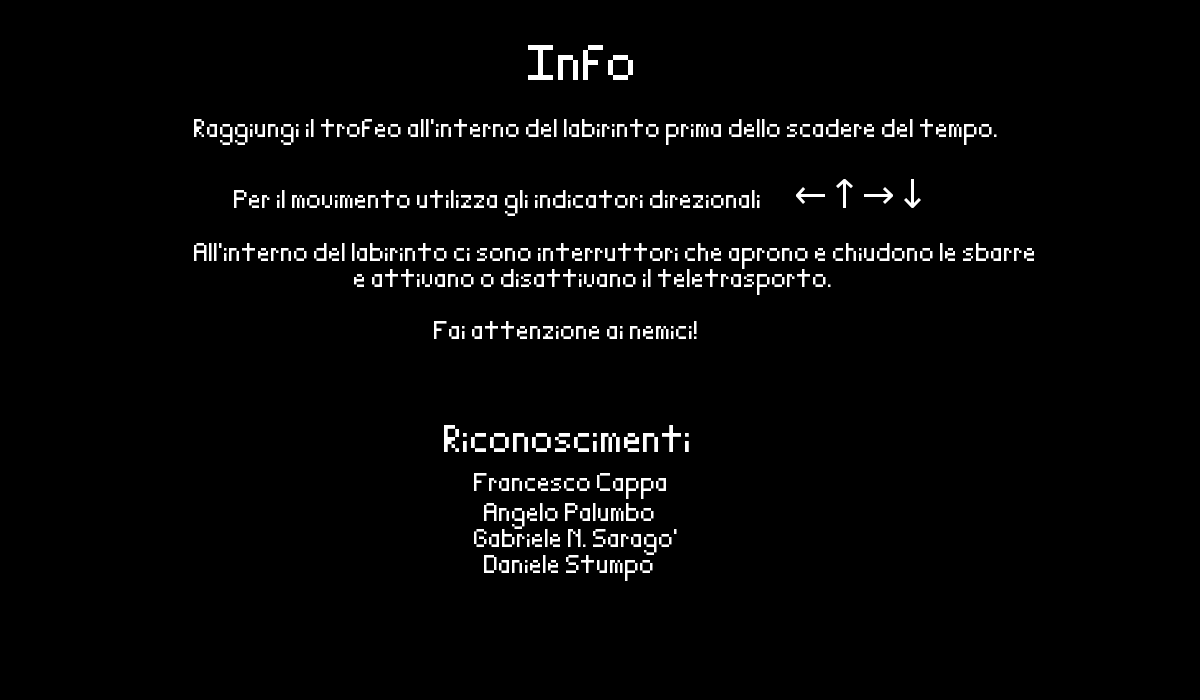 Info
Raggiungi il trofeo all'interno del labirinto prima dello scadere del tempo.
Per il movimento utilizza gli indicatori direzionali ←↑→↓
All'interno del labirinto ci sono interruttori che aprono e chiudono le sbarre
e attivano o disattivano il teletrasporto.
Fai attenzione ai nemici!
Riconoscimenti
Francesco Cappa
Angelo Palumbo
Gabriele N. Sarago'
Daniele Stumpo